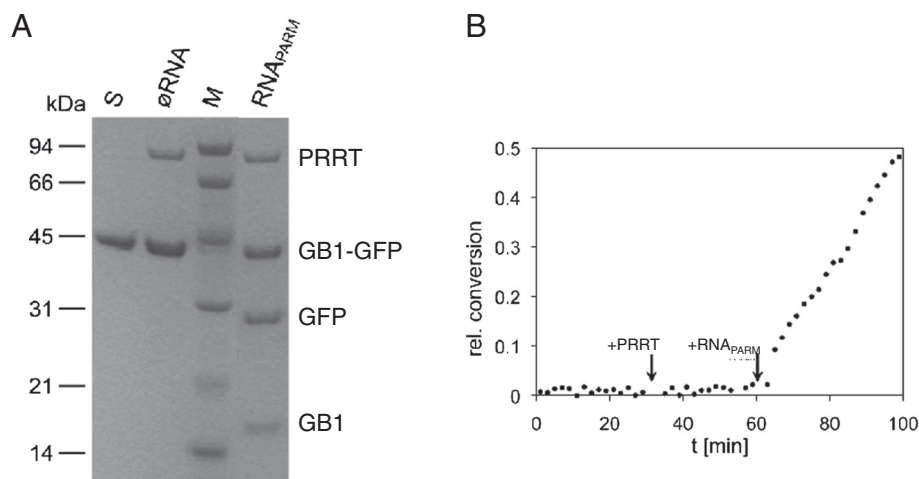 A
kDa
S
øRNA
M
RNAPARM
94
66
45
31
21
14
PRRT
GB1-GFP
GFP
GB1
B
rel. conversion
0.5
0.4
0.3
0.2
0.1
0
+PRRT
+RNAPARM
0 20 40 60 80 100
t [min]